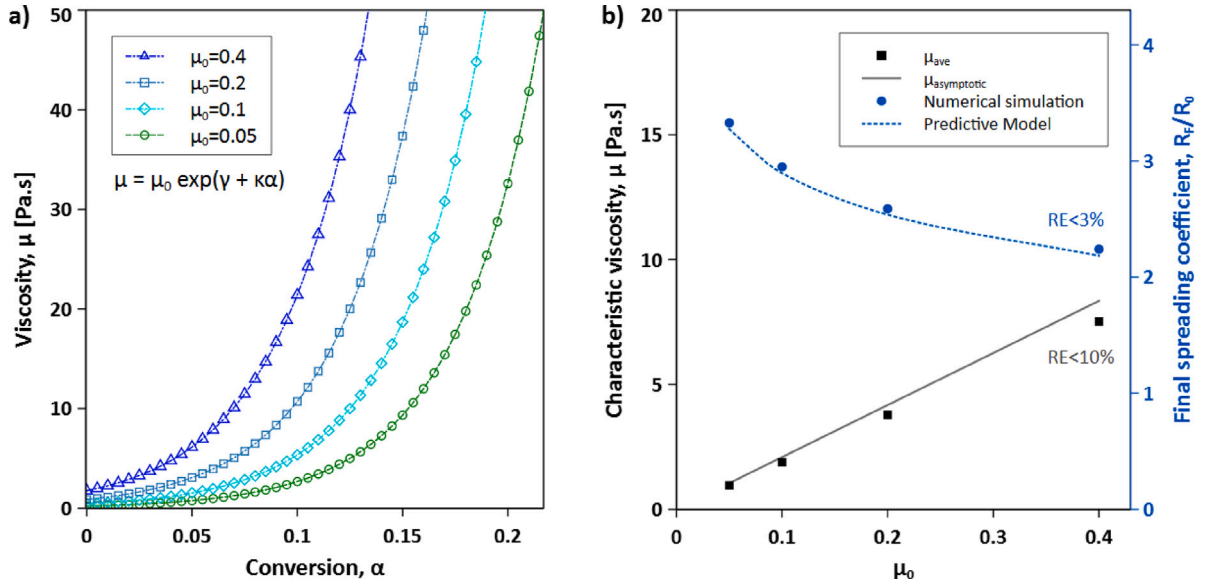 a)
50
40
30
20
10
0
Viscosity, μ [Pa.s]
μ₀=0.4
μ₀=0.2
μ₀=0.1
μ₀=0.05
μ = μ₀ exp(γ + κα)
0
0.05
0.1
0.15
0.2
Conversion, α
b)
20
15
10
5
0
Characteristic viscosity, μ [Pa.s]
μave
μasymptotic
Numerical simulation
Predictive Model
RE<3%
RE<10%
0
0.1
0.2
0.3
0.4
μ₀
4
3
2
1
0
Final spreading coefficient, R_F/R₀